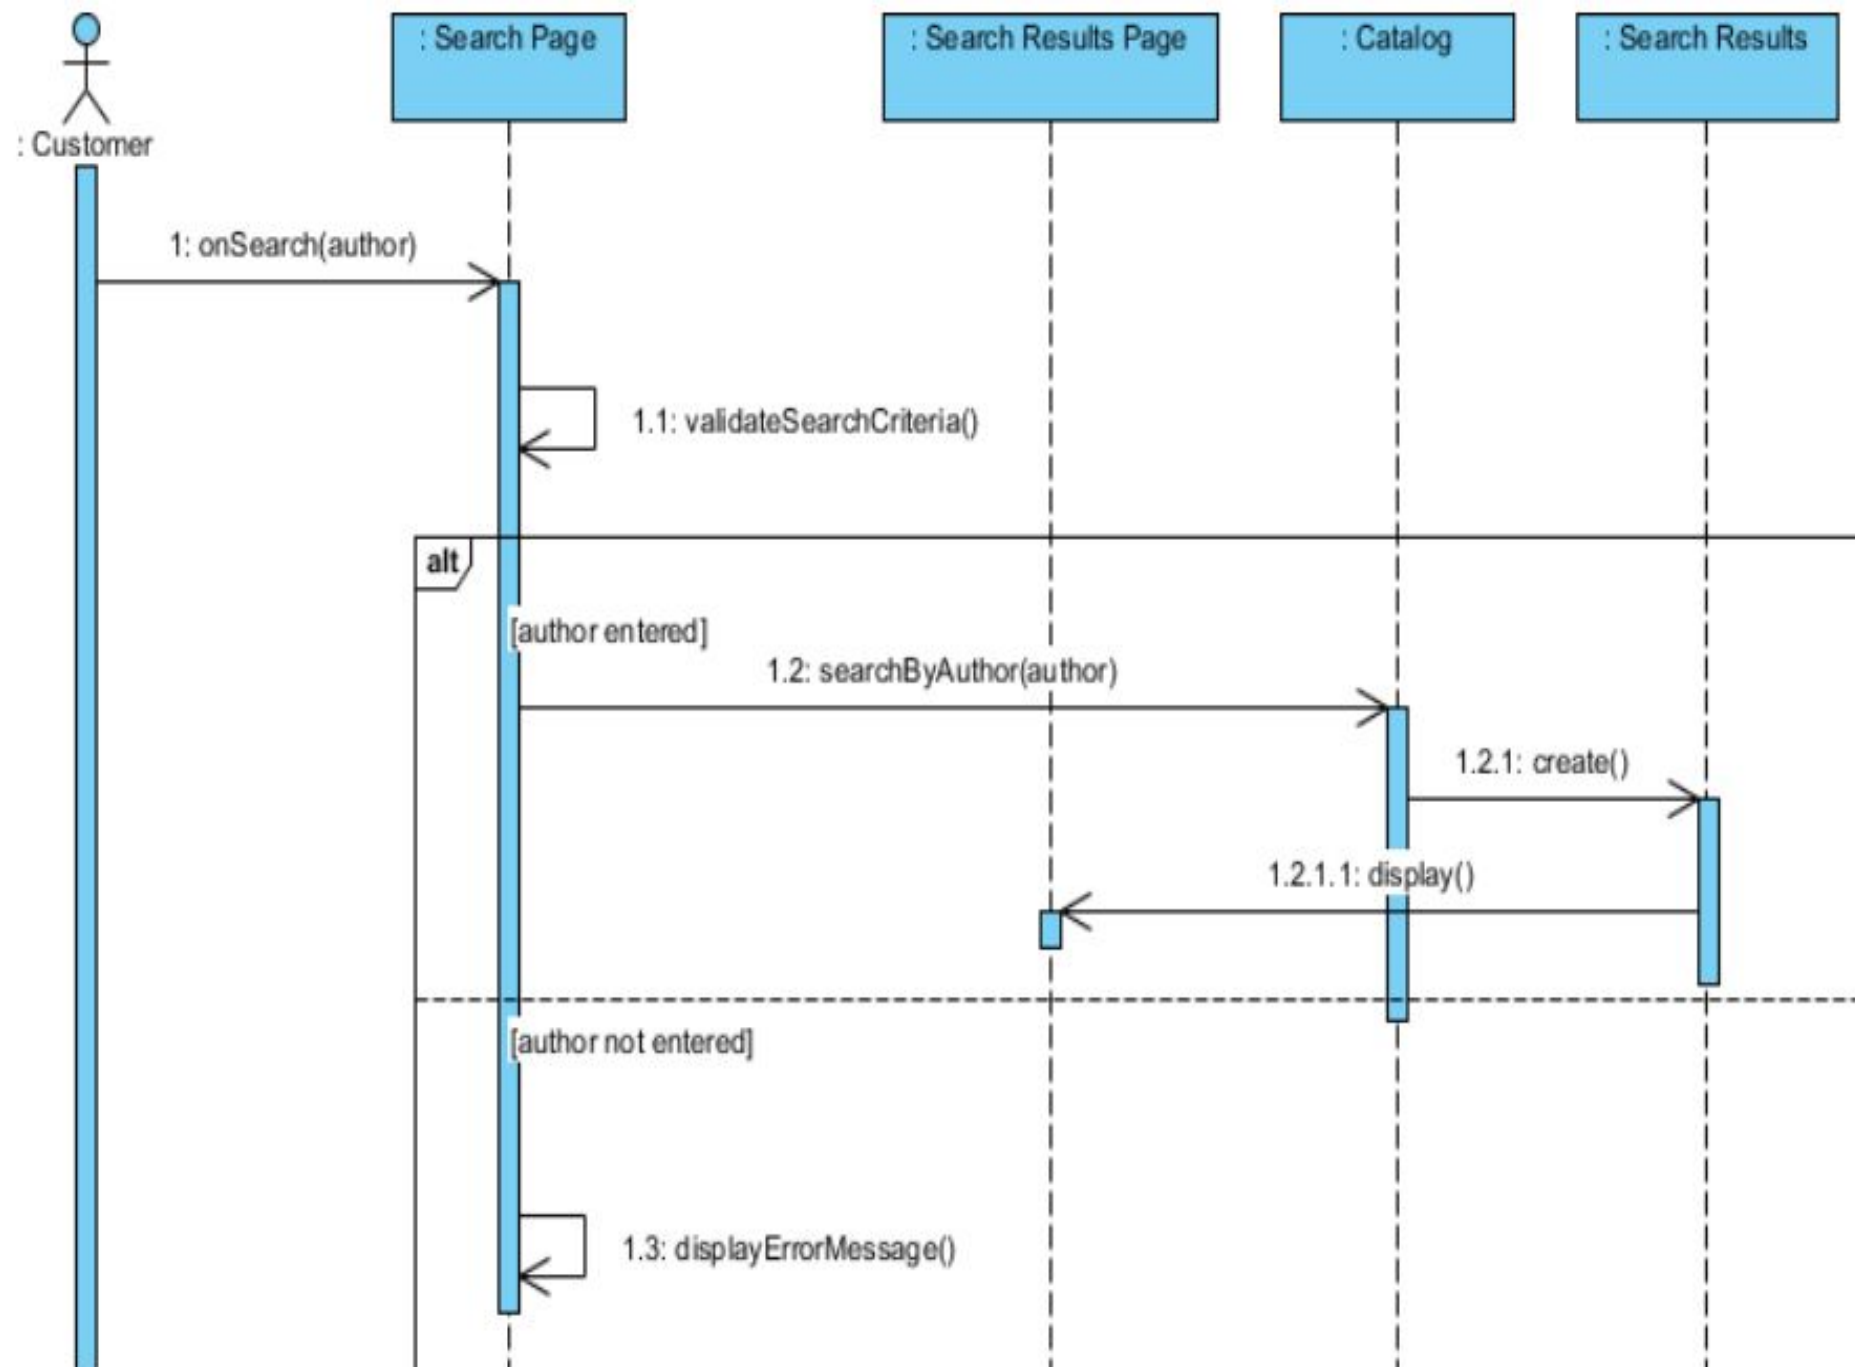 : Search Page
: Search Results Page
: Catalog
: Search Results
: Customer
1: onSearch(author)
1.1: validateSearchCriteria()
alt
[author entered]
1.2: searchByAuthor(author)
1.2.1: create()
1.2.1.1: display()
[author not entered]
1.3: displayErrorMessage()